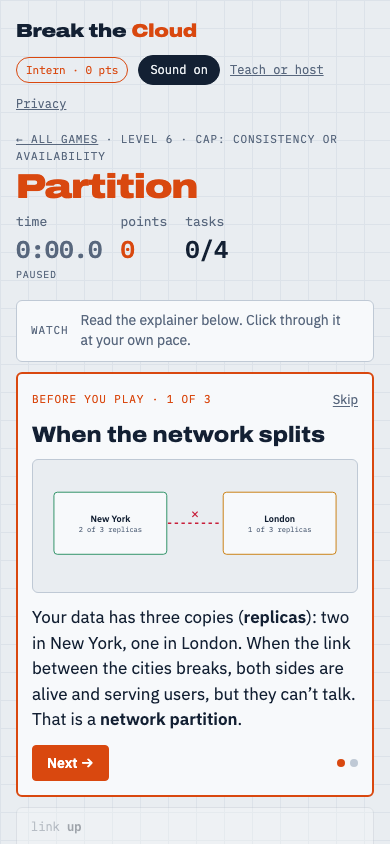 Break the Cloud
Intern · 0 pts
Sound on
Teach or host
Privacy
← ALL GAMES · LEVEL 6 · CAP: CONSISTENCY OR
AVAILABILITY
Partition
time points tasks
0:00.0 0 0/4
PAUSED
WATCH
Read the explainer below. Click through it
at your own pace.
BEFORE YOU PLAY · 1 OF 3
Skip
When the network splits
New York
2 of 3 replicas
×
London
1 of 3 replicas
Your data has three copies (replicas): two
in New York, one in London. When the link
between the cities breaks, both sides are
alive and serving users, but they can’t talk.
That is a network partition.
Next →
link up